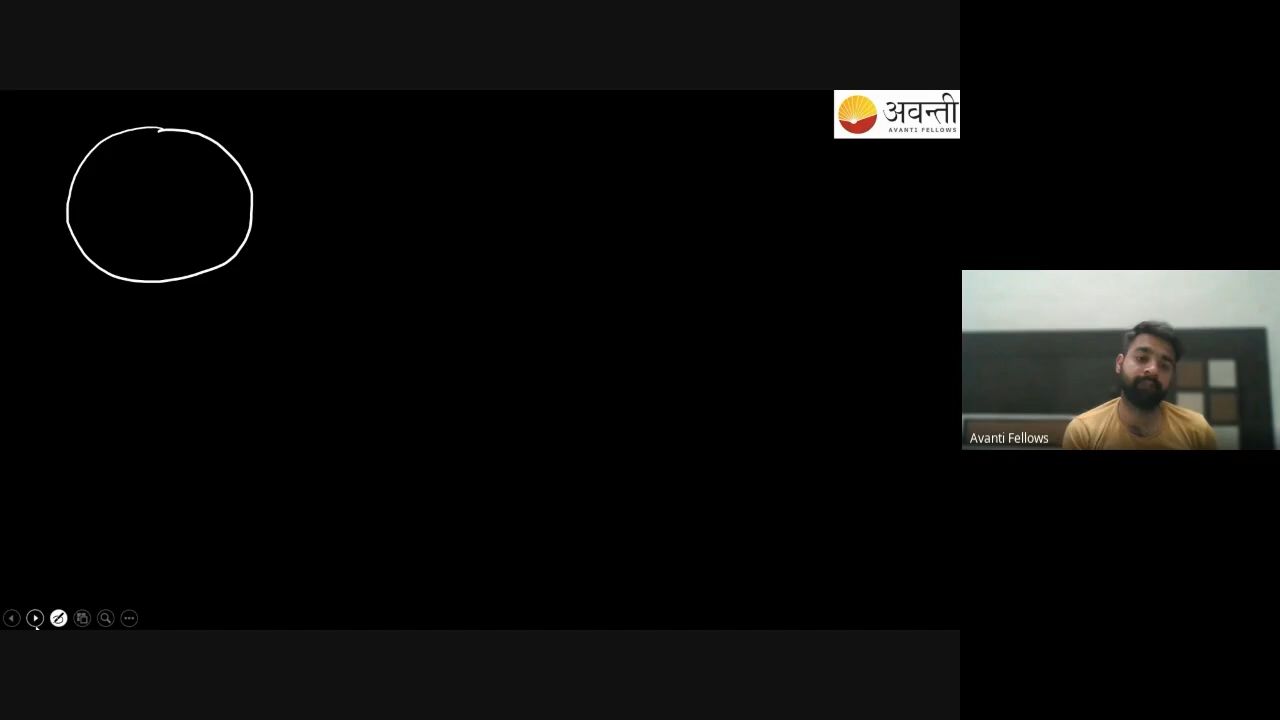 अवन्ती
AVANTI FELLOWS
Avanti Fellows